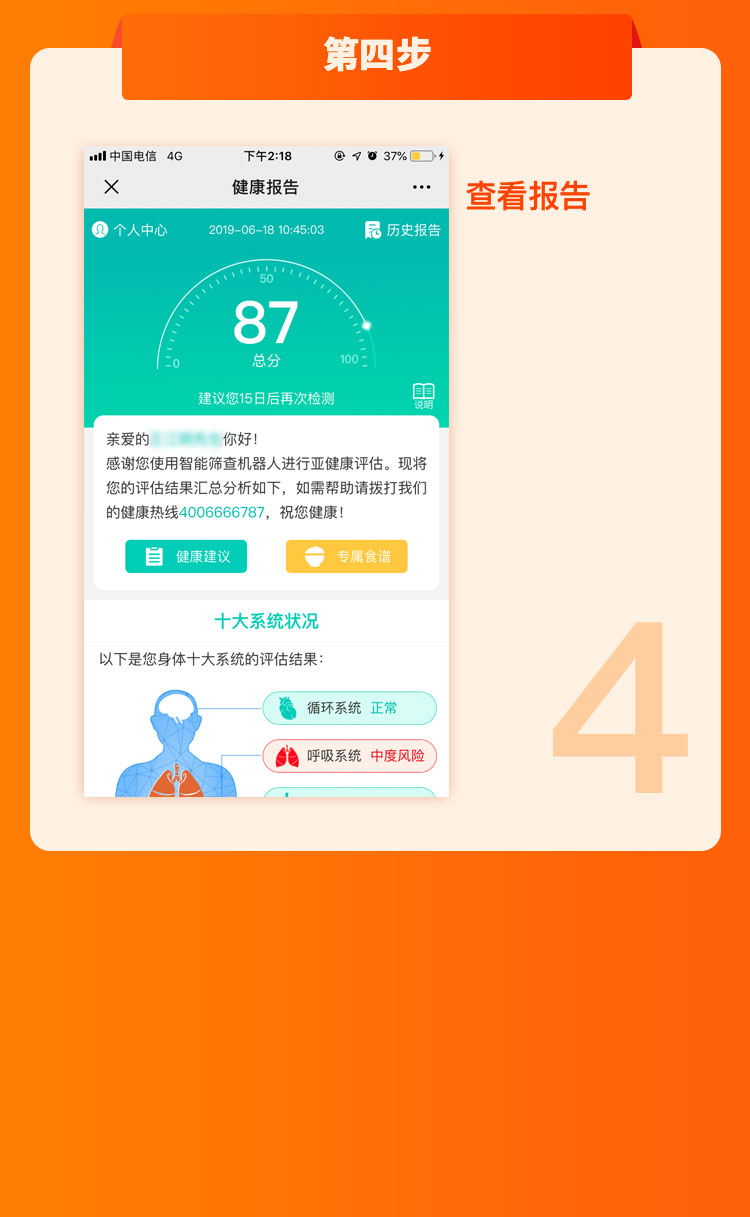 第四步
中国电信 4G 下午2:18 37%
健康报告
查看报告
个人中心 2019-06-18 10:45:03 历史报告
50
87
0 总分 100
建议您15日后再次检测
说明
亲爱的 你好！
感谢您使用智能筛查机器人进行亚健康评估。现将
您的评估结果汇总分析如下，如需帮助请拨打我们
的健康热线4006666787，祝您健康！
健康建议 专属食谱
十大系统状况
以下是您身体十大系统的评估结果：
循环系统 正常
呼吸系统 中度风险
4